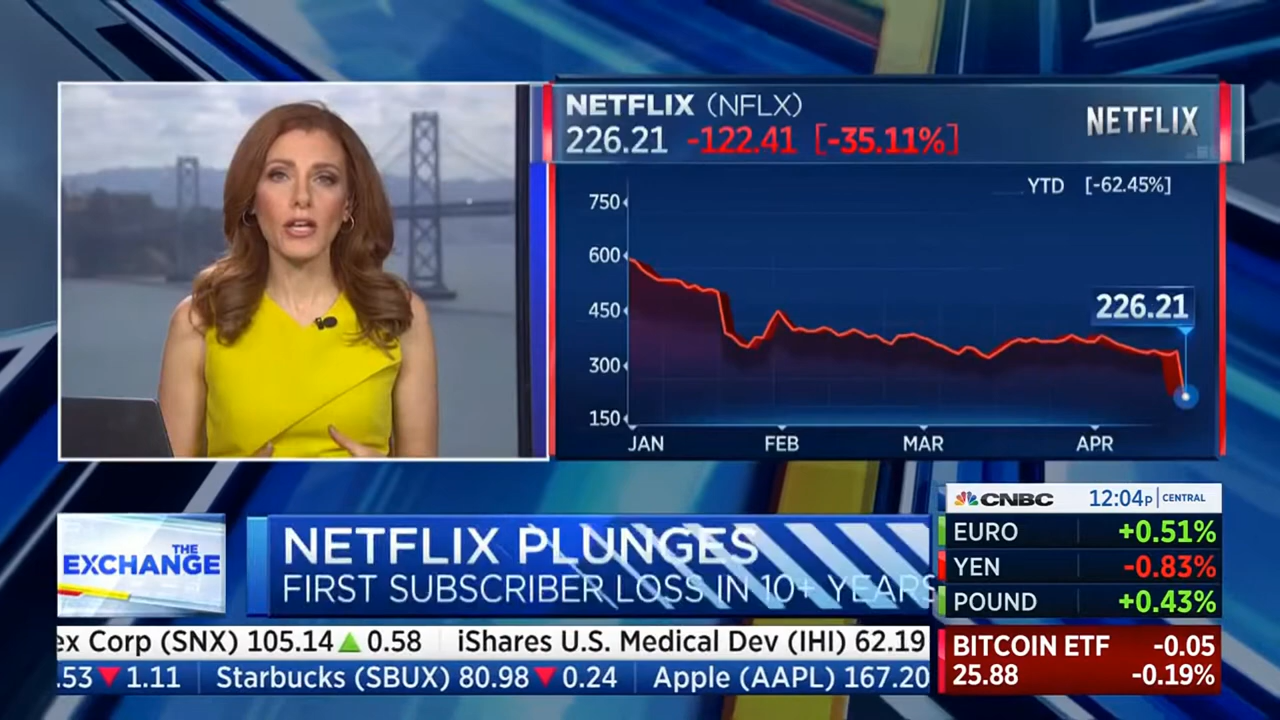 NETFLIX (NFLX)
226.21 -122.41 [-35.11%]
NETFLIX
YTD [-62.45%]
750
600
450
300
150
226.21
JAN FEB MAR APR
THE
EXCHANGE
NETFLIX PLUNGES
FIRST SUBSCRIBER LOSS IN 10+ YEARS
CNBC 12:04P CENTRAL
EURO +0.51%
YEN -0.83%
POUND +0.43%
BITCOIN ETF -0.05
25.88 -0.19%
ex Corp (SNX) 105.14 ▲ 0.58 iShares U.S. Medical Dev (IHI) 62.19
.53 ▼ 1.11 Starbucks (SBUX) 80.98 ▼ 0.24 Apple (AAPL) 167.20